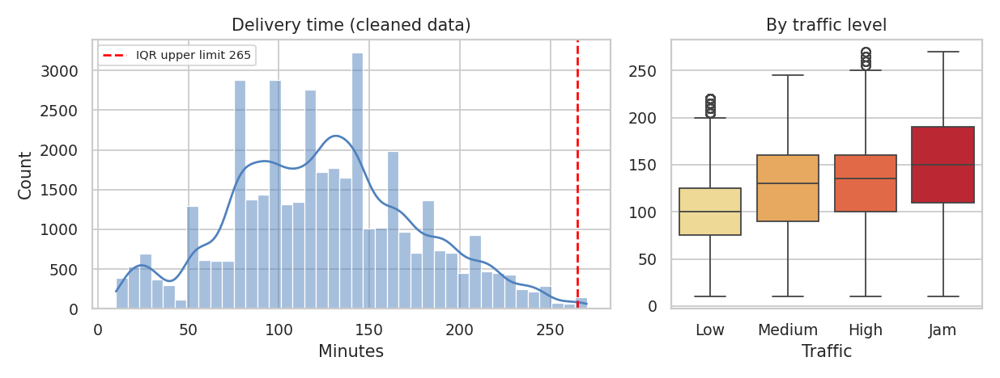 Delivery time (cleaned data)
IQR upper limit 265
Count
3000
2500
2000
1500
1000
500
0
0 50 100 150 200 250
Minutes
By traffic level
250
200
150
100
50
0
Low Medium High Jam
Traffic